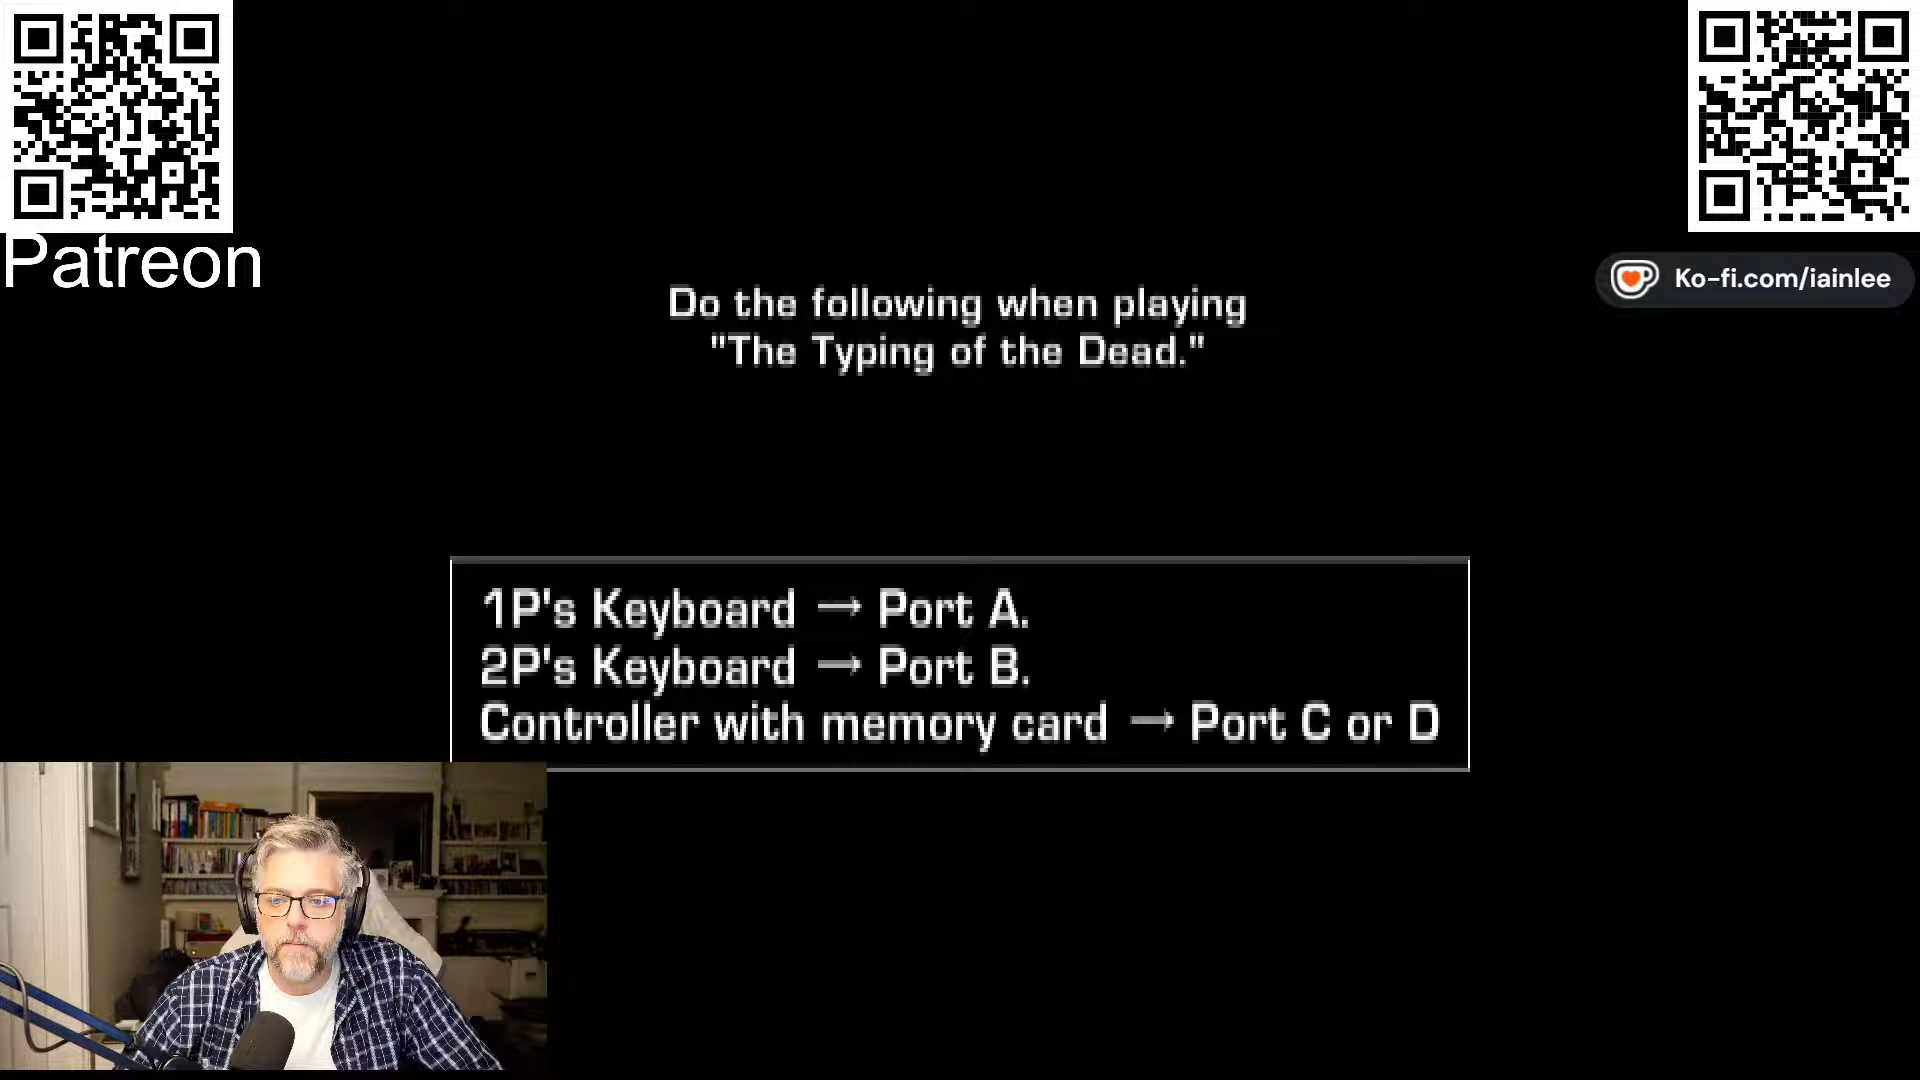 Patreon
Ko-fi.com/iainlee
Do the following when playing
"The Typing of the Dead."
1P's Keyboard → Port A.
2P's Keyboard → Port B.
Controller with memory card → Port C or D